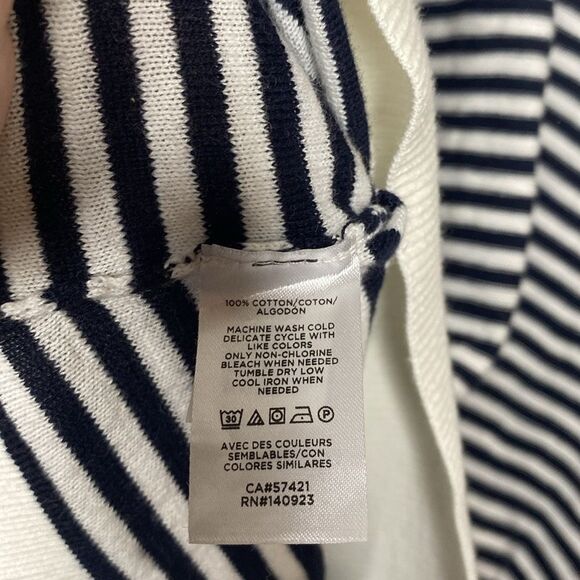 100% COTTON/COTON/
ALGODÓN
MACHINE WASH COLD
DELICATE CYCLE WITH
LIKE COLORS
ONLY NON-CHLORINE
BLEACH WHEN NEEDED
TUMBLE DRY LOW
COOL IRON WHEN
NEEDED
30 P
AVEC DES COULEURS
SEMBLABLES/CON
COLORES SIMILARES
CA#57421
RN#140923